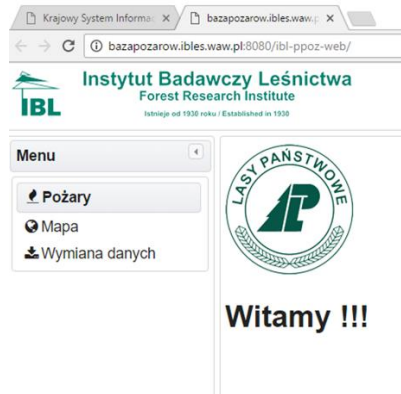 Krajowy System Informa
bazapozarow.ibles.waw.p
bazapozarow.ibles.waw.pl:8080/ibl-ppoz-web/
IBL
Instytut Badawczy Leśnictwa
Forest Research Institute
Istnieje od 1930 roku / Established in 1930
Menu
Pożary
Mapa
Wymiana danych
LASY PAŃSTWOWE
Witamy !!!